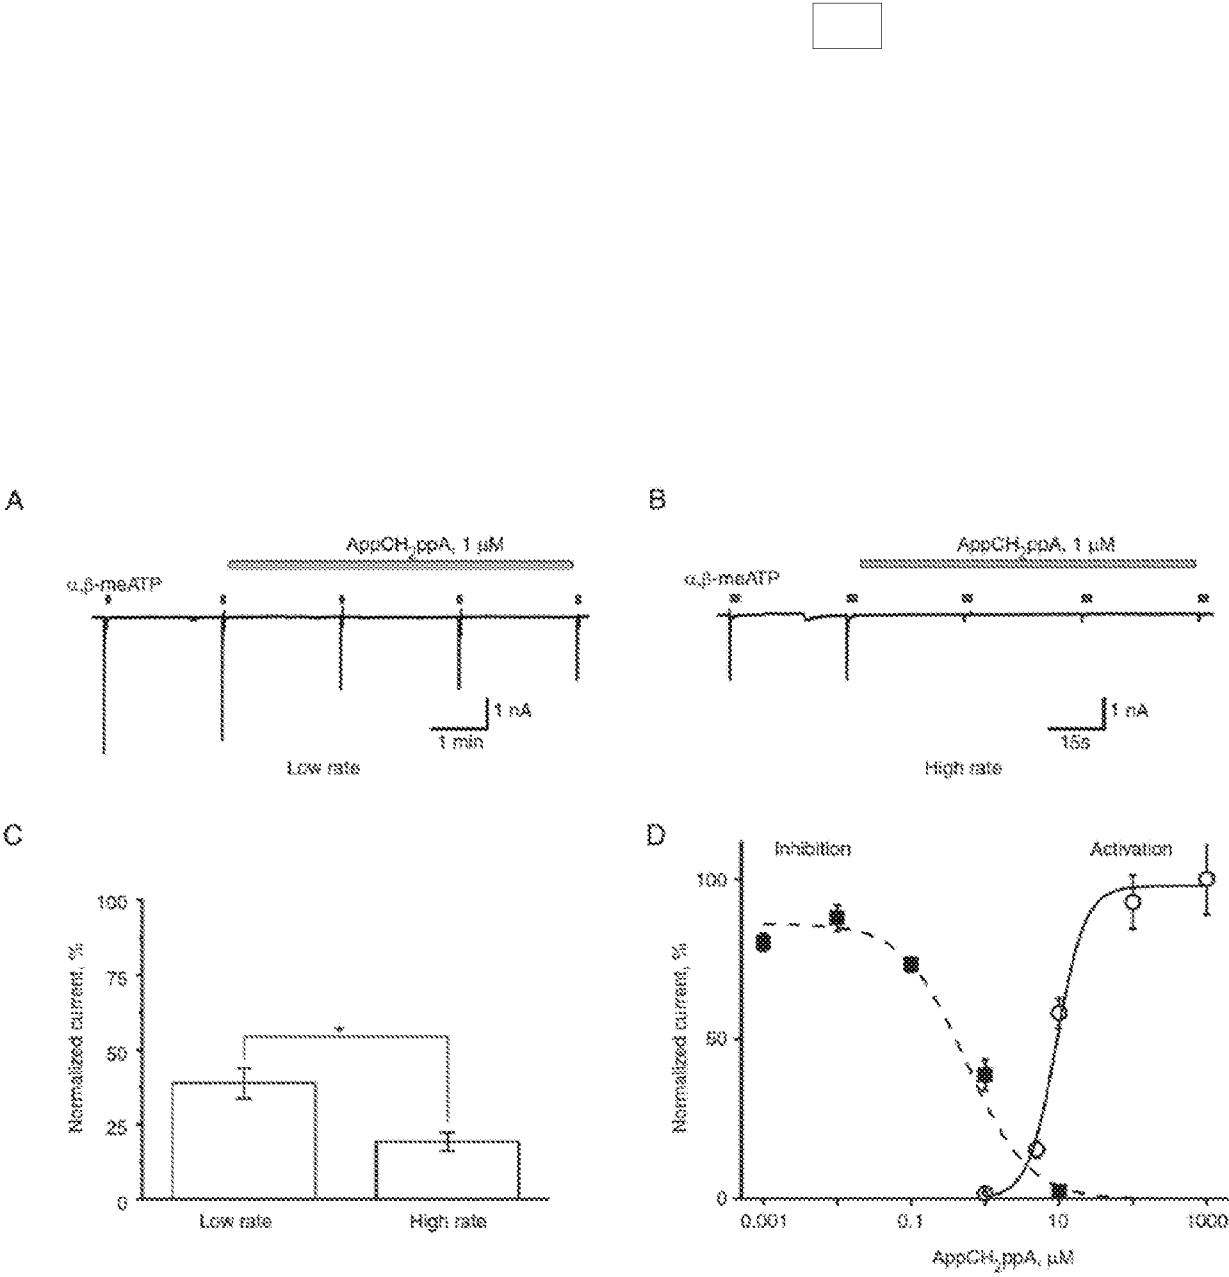 A
B
AppCH2ppA, 1 μM
AppCH2ppA, 1 μM
α,β-meATP
α,β-meATP
1 nA
1 min
1 nA
15s
Low rate
High rate
C
D
Inhibition
Activation
100
75
50
25
0
Normalized current, %
*
Low rate
High rate
100
50
0
Normalized current, %
0.001
0.1
10
1000
AppCH2ppA, μM